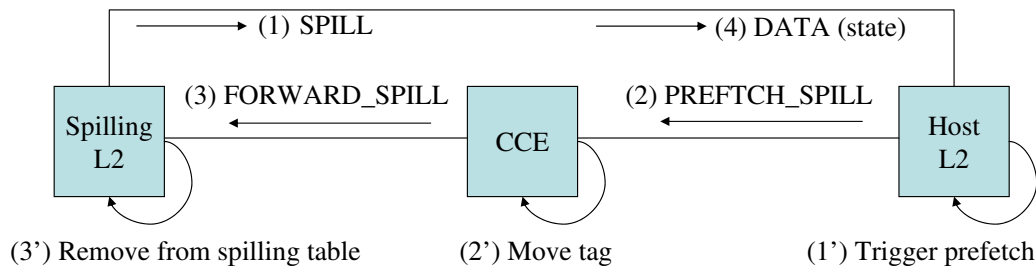 (1) SPILL
(4) DATA (state)
(3) FORWARD_SPILL
(2) PREFTCH_SPILL
Spilling
L2
CCE
Host
L2
(3’) Remove from spilling table
(2’) Move tag
(1’) Trigger prefetch